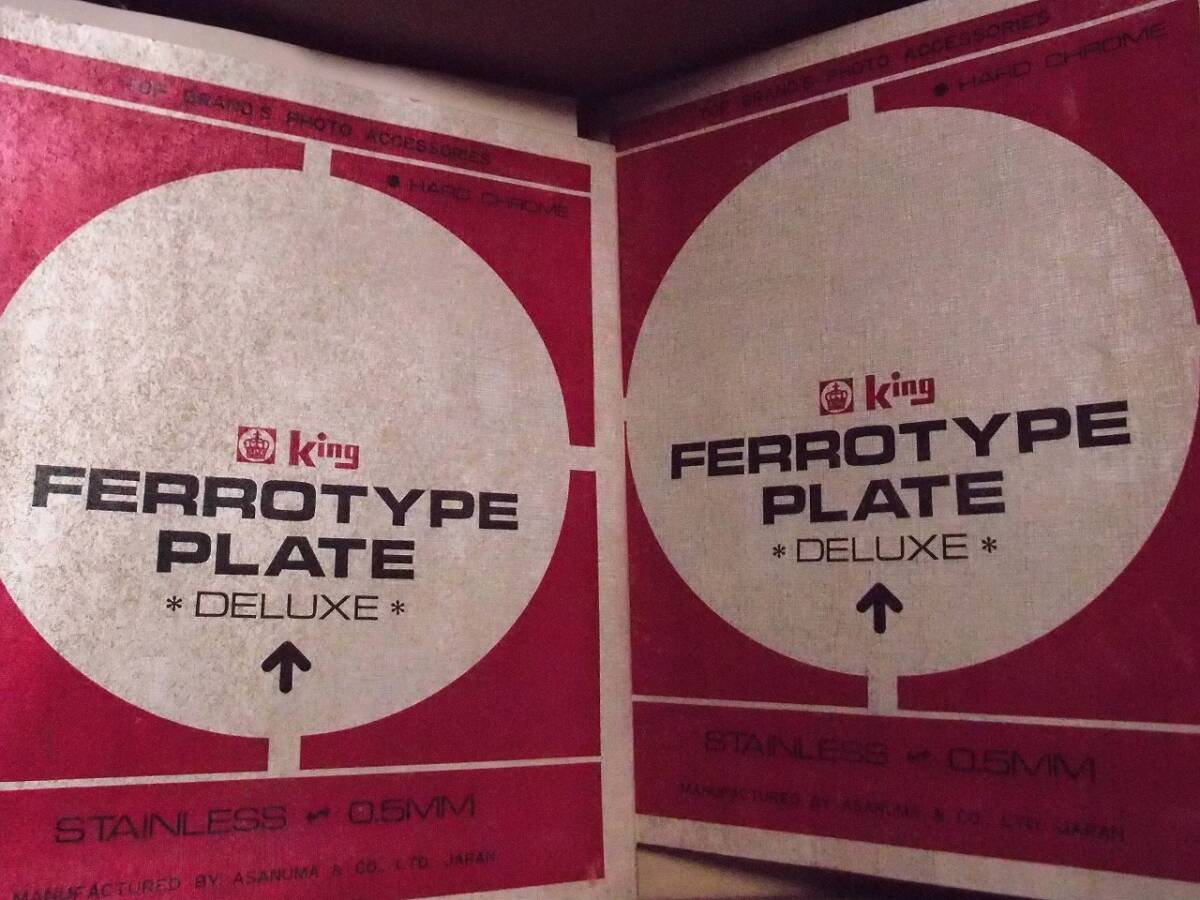 TOP BRAND'S PHOTO ACCESSORIES
● HARD CHROME
King
FERROTYPE
PLATE
* DELUXE *
↑
STAINLESS 0.5MM
MANUFACTURED BY ASANUMA & CO., LTD. JAPAN
TOP BRAND'S PHOTO ACCESSORIES
● HARD CHROME
King
FERROTYPE
PLATE
* DELUXE *
↑
STAINLESS 0.5MM
MANUFACTURED BY ASANUMA & CO., LTD. JAPAN